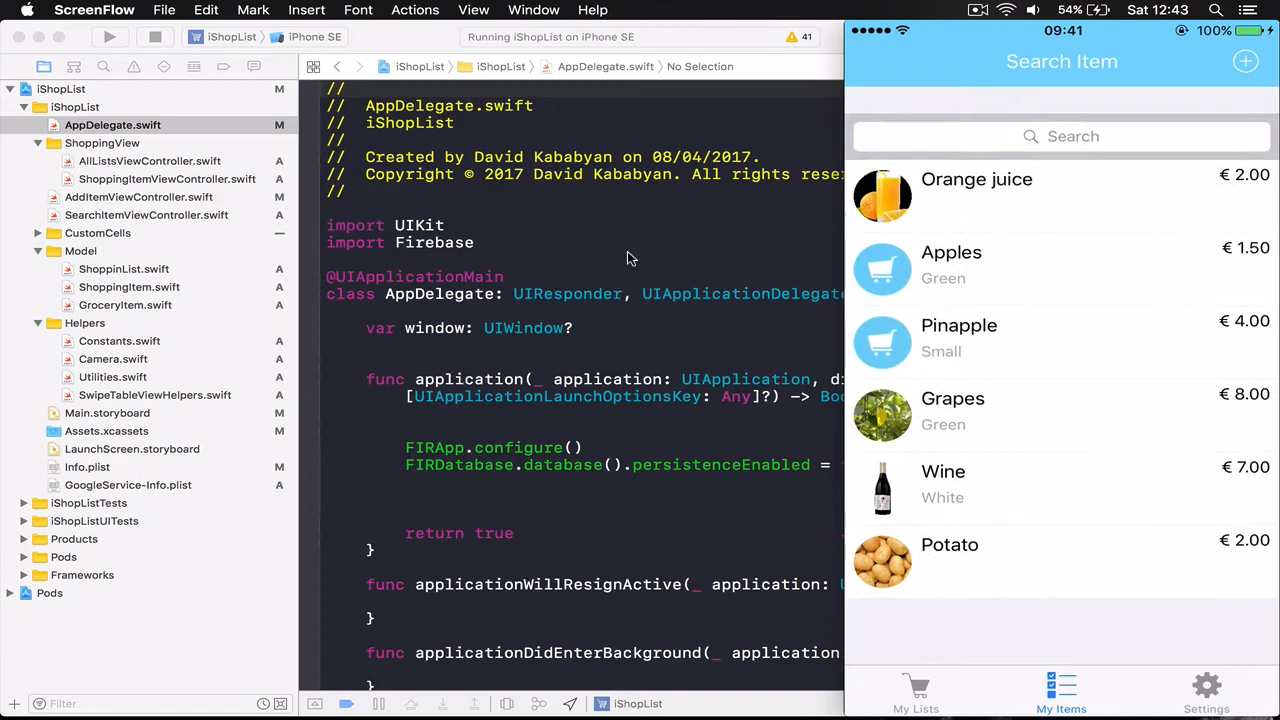 ScreenFlow File Edit Mark Insert Font Actions View Window Help 54% Sat 12:43
iShopList iPhone SE Running iShopList on iPhone SE 41
iShopList iShopList AppDelegate.swift No Selection
iShopList M
iShopList
AppDelegate.swift M
ShoppingView
AllListsViewController.swift A
ShoppingItemViewController.swift A
AddItemViewController.swift A
SearchItemViewController.swift A
CustomCells
Model
ShoppinList.swift A
ShoppingItem.swift A
GroceryItem.swift A
Helpers
Constants.swift A
Camera.swift A
Utilities.swift A
SwipeTableViewHelpers.swift A
Main.storyboard M
Assets.xcassets A
LaunchScreen.storyboard
Info.plist M
GoogleService-Info.plist A
iShopListTests
iShopListUITests
Products
Pods
Frameworks
Pods
Filter
//
// AppDelegate.swift
// iShopList
//
// Created by David Kababyan on 08/04/2017.
// Copyright © 2017 David Kababyan. All rights rese
//
import UIKit
import Firebase
@UIApplicationMain
class AppDelegate: UIResponder, UIApplicationDelegate
var window: UIWindow?
func application(_ application: UIApplication, di
[UIApplicationLaunchOptionsKey: Any]?) -> Boo
FIRApp.configure()
FIRDatabase.database().persistenceEnabled =
return true
}
func applicationWillResignActive(_ application: U
}
func applicationDidEnterBackground(_ application
}
iShopList
09:41 100%
Search Item
Search
Orange juice € 2.00
Apples € 1.50
Green
Pinapple € 4.00
Small
Grapes € 8.00
Green
Wine € 7.00
White
Potato € 2.00
My Lists My Items Settings